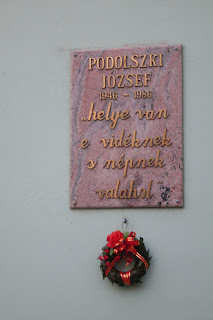 PODOLSZKI
JÓZSEF
1946 - 1986
...helye van
e vidéknek
s népnek
valahol